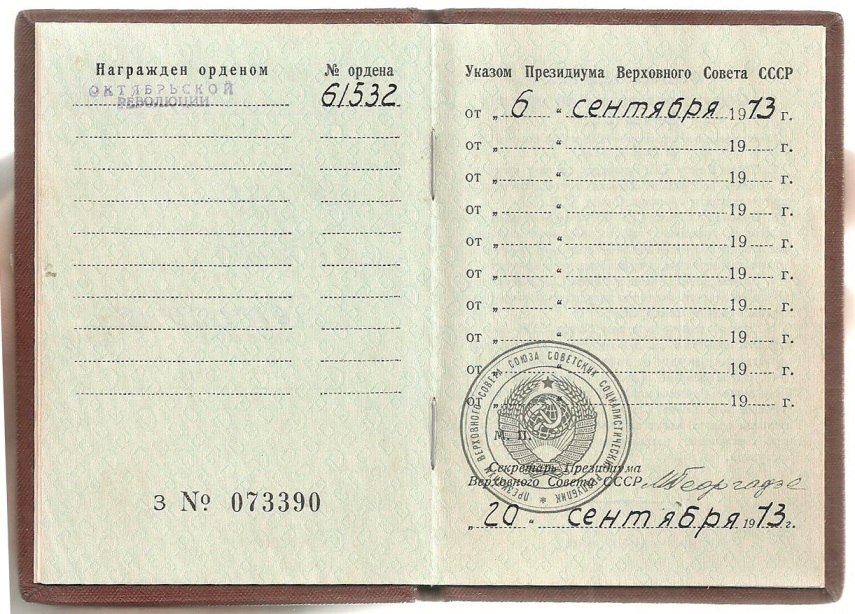 Награжден орденом № ордена
ОКТЯБРЬСКОЙ
РЕВОЛЮЦИИ 61532
З № 073390
Указом Президиума Верховного Совета СССР
от „ 6 “ сентября 1973 г.
от „ “ 19 г.
от „ “ 19 г.
от „ “ 19 г.
от „ “ 19 г.
от „ “ 19 г.
от „ “ 19 г.
от „ “ 19 г.
от „ “ 19 г.
от „ “ 19 г.
ПРЕЗИДИУМ ВЕРХОВНОГО СОВЕТА СОЮЗА СОВЕТСКИХ СОЦИАЛИСТИЧЕСКИХ РЕСПУБЛИК
М. П.
Секретарь Президиума
Верховного Совета СССР МГеоргадзе
„ 20 “ сентября 1973 г.